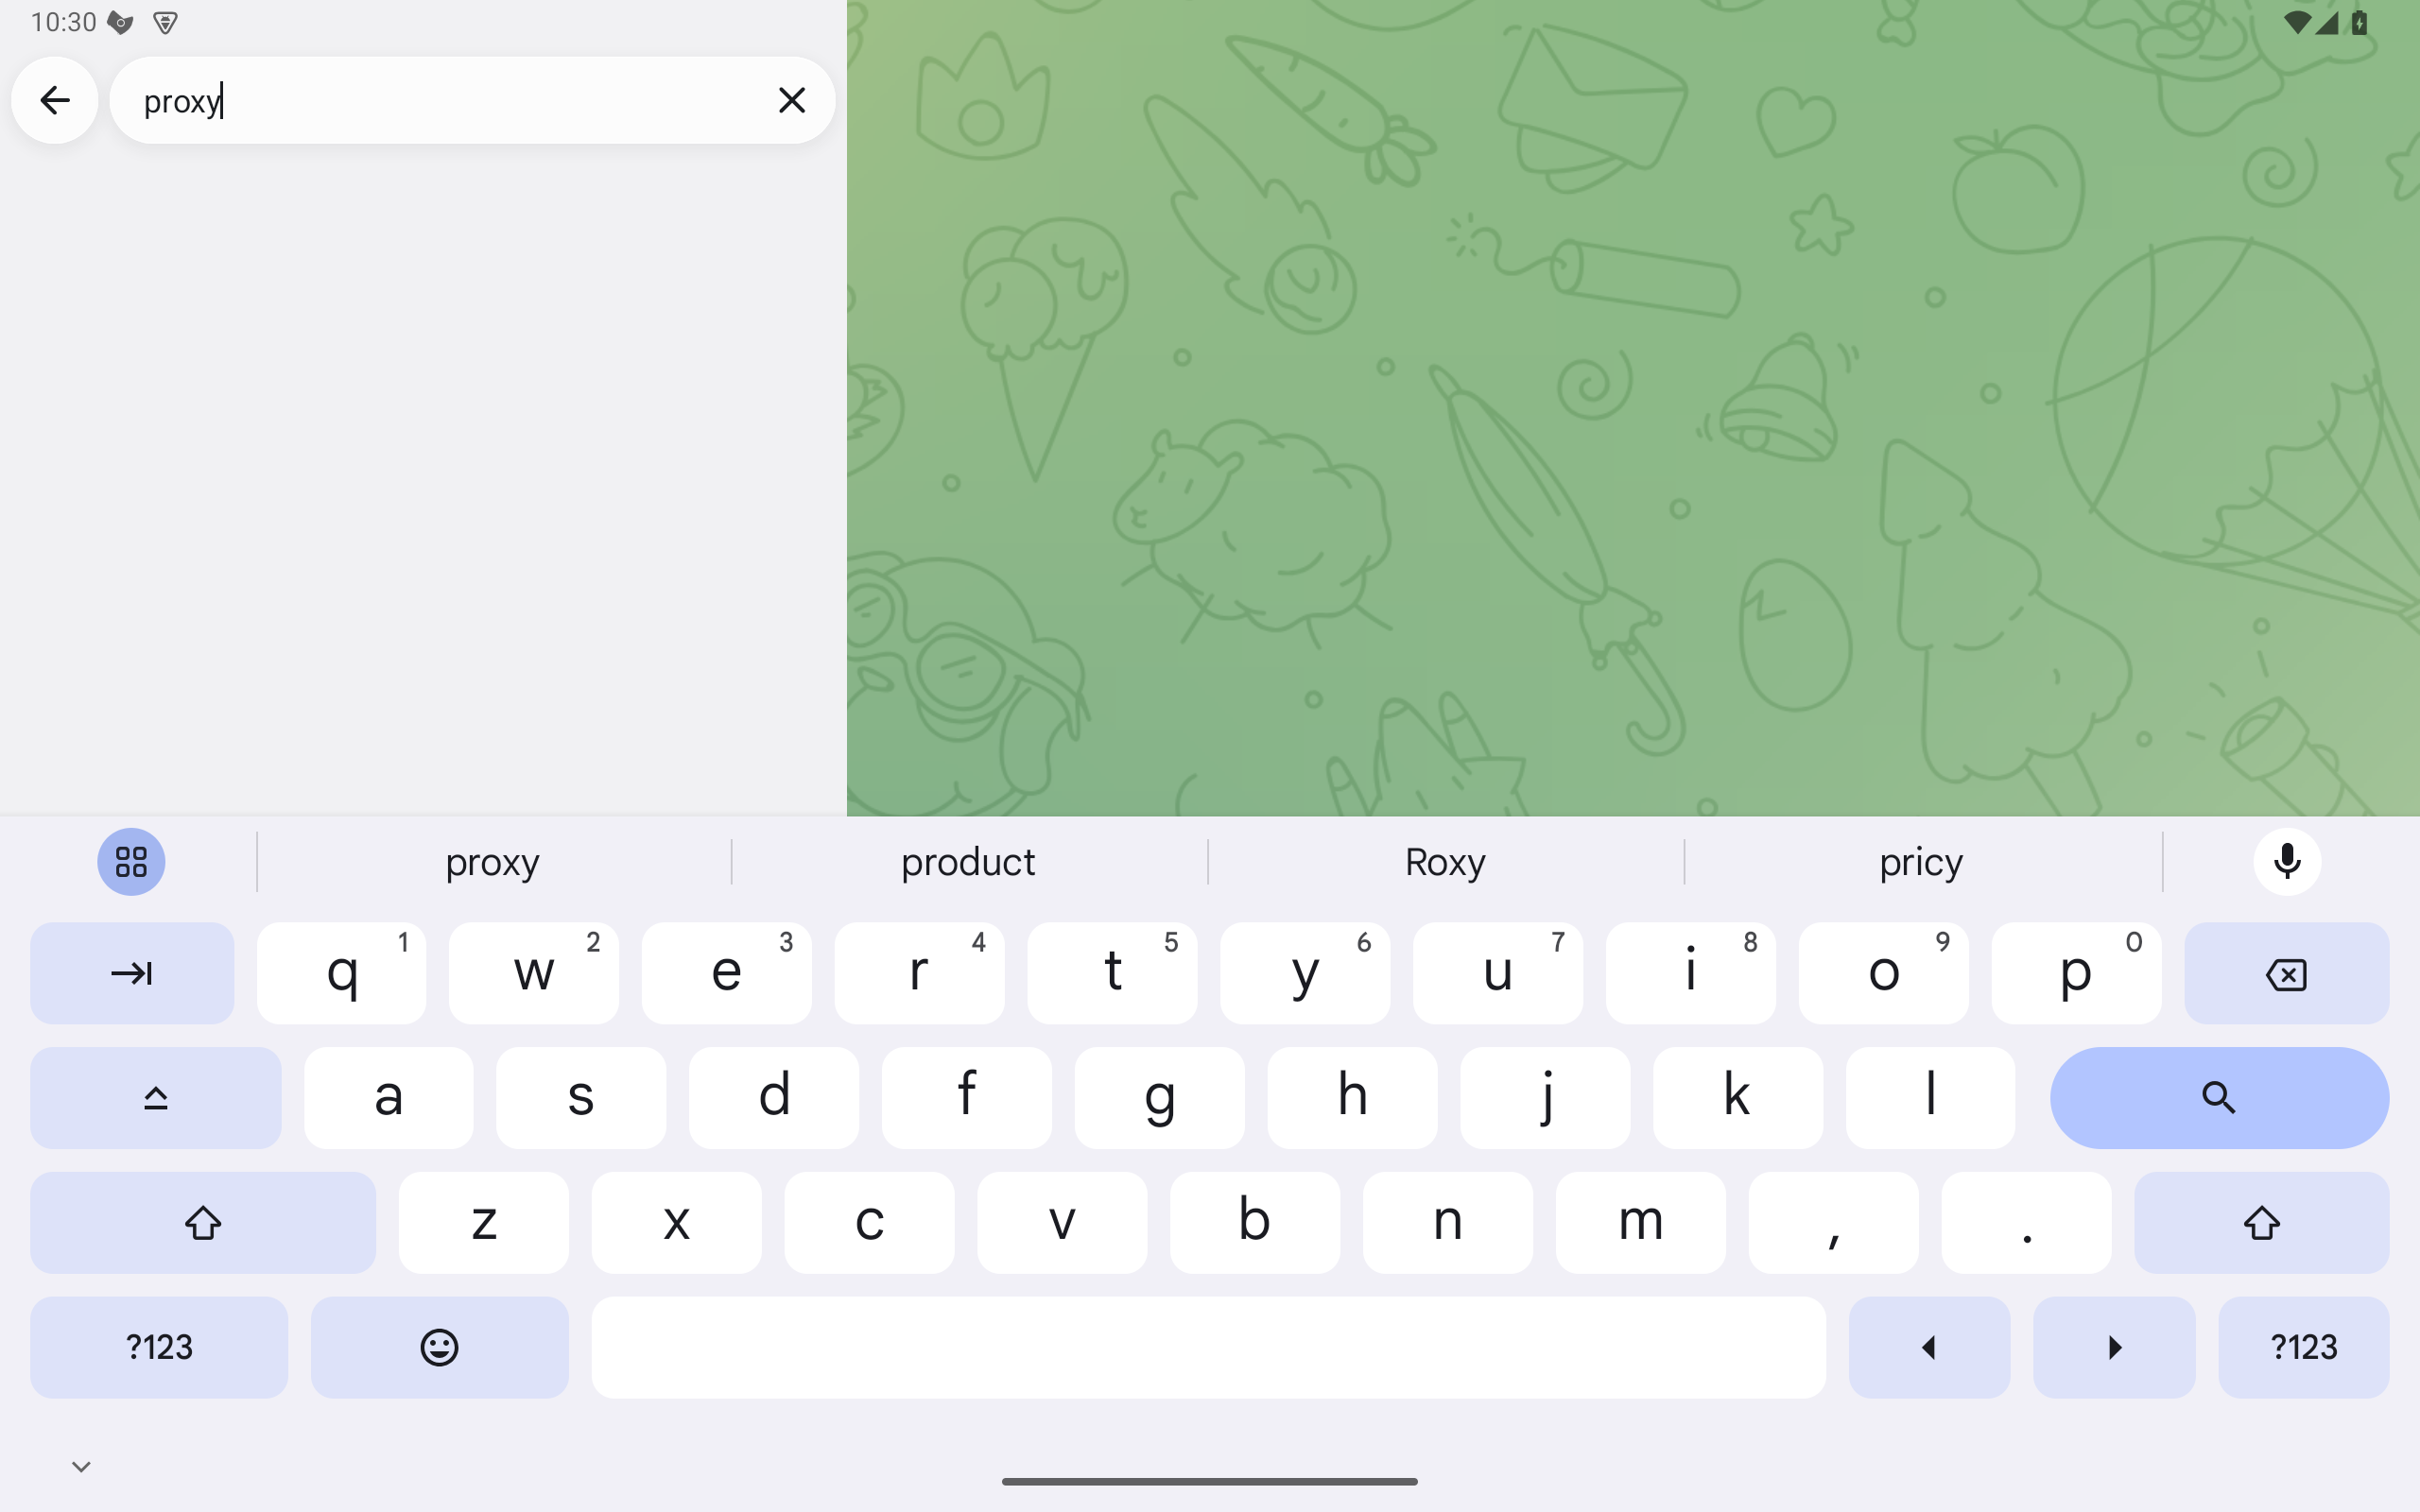 10:30
proxy
proxy product Roxy pricy
q 1 w 2 e 3 r 4 t 5 y 6 u 7 i 8 o 9 p 0
a s d f g h j k l
z x c v b n m , .
?123 ?123